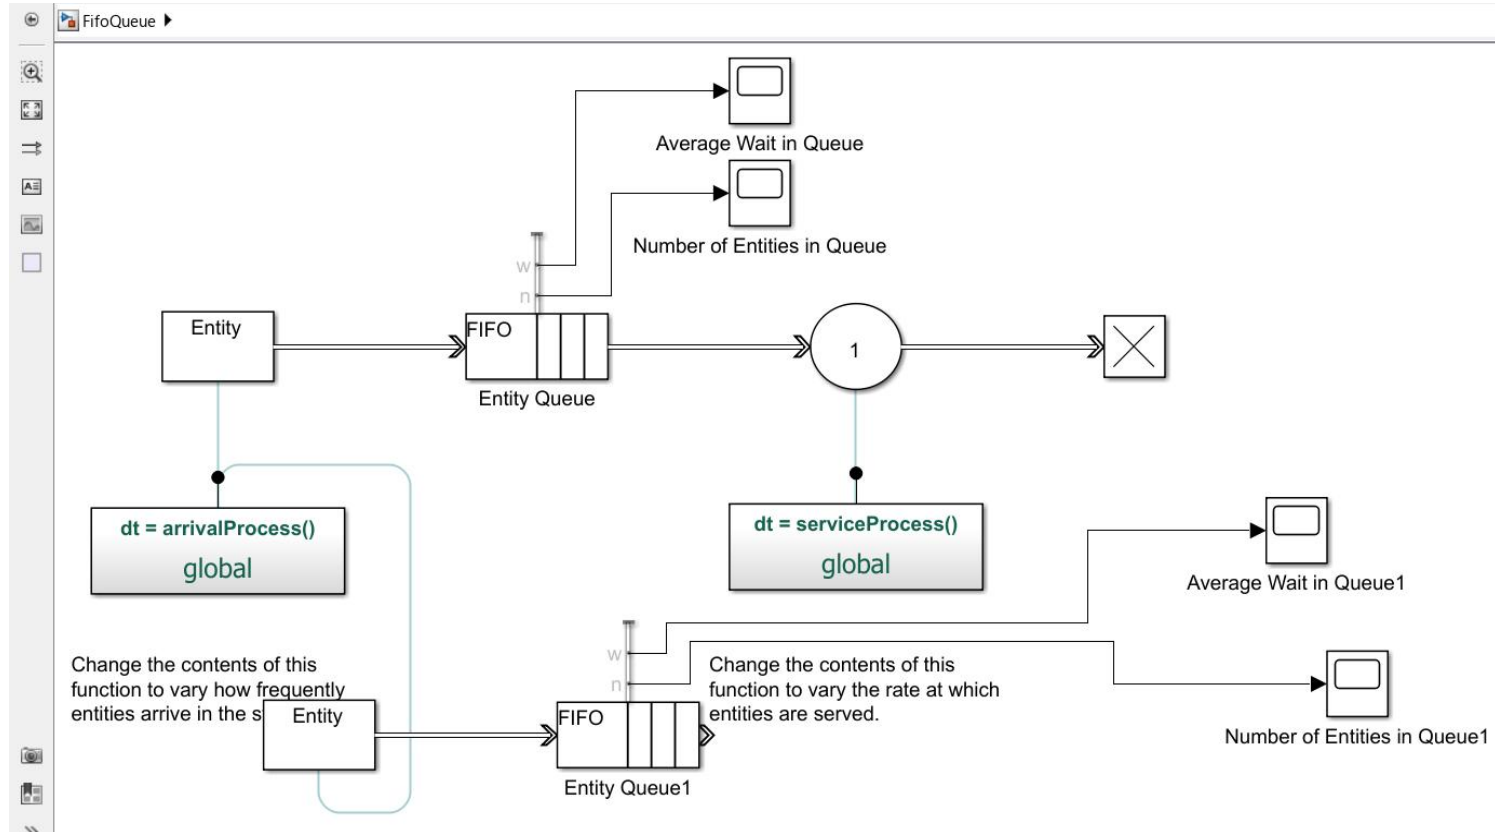 FifoQueue
Average Wait in Queue
Number of Entities in Queue
w
n
Entity
FIFO
1
Entity Queue
dt = arrivalProcess()
global
dt = serviceProcess()
global
Average Wait in Queue1
Change the contents of this
function to vary how frequently
entities arrive in the s
w
n
Change the contents of this
function to vary the rate at which
entities are served.
Entity
FIFO
Number of Entities in Queue1
Entity Queue1